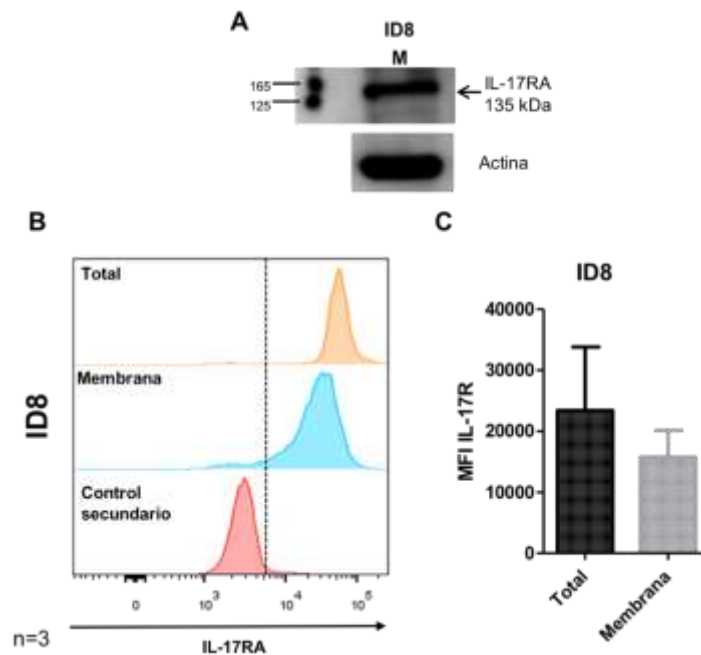 A
ID8
M
165
125
IL-17RA
135 kDa
Actina
B
C
ID8
Total
Membrana
Control
secundario
0
10³
10⁴
10⁵
n=3
IL-17RA
ID8
MFI IL-17R
40000
30000
20000
10000
0
Total
Membrana